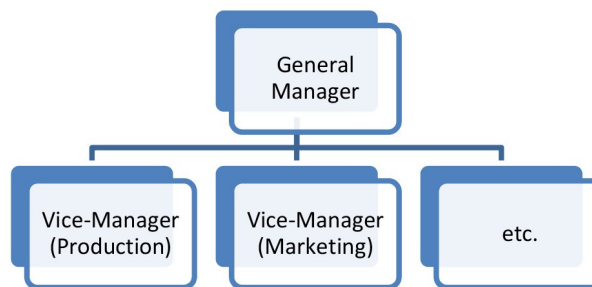 General
Manager
Vice-Manager
(Production)
Vice-Manager
(Marketing)
etc.